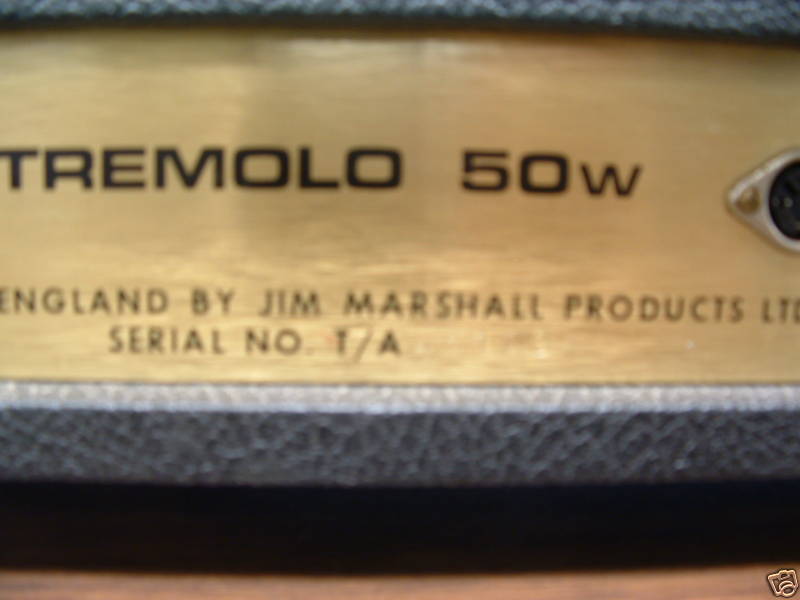 TREMOLO 50W
ENGLAND BY JIM MARSHALL PRODUCTS LTD
SERIAL NO. T/A